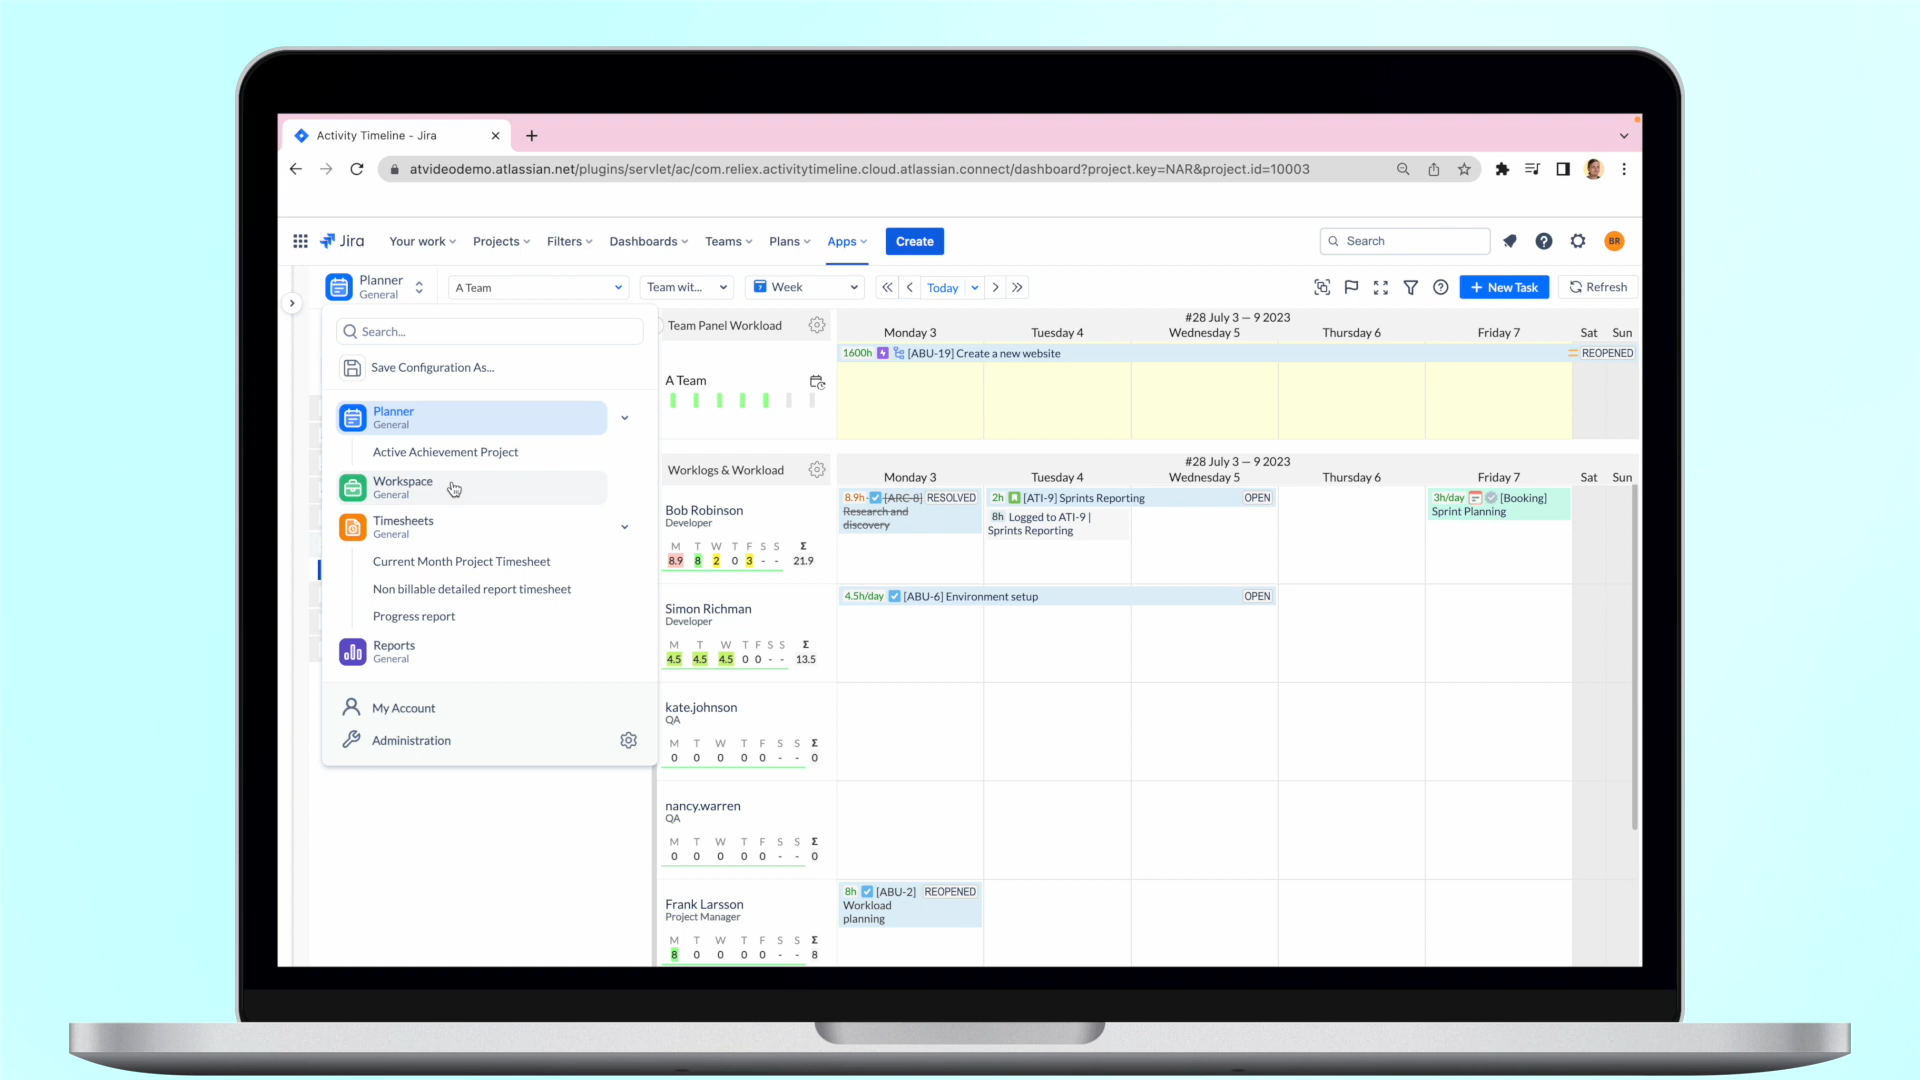 Activity Timeline - Jira
atvideodemo.atlassian.net/plugins/servlet/ac/com.reliex.activitytimeline.cloud.atlassian.connect/dashboard?project.key=NAR&project.id=10003
Jira Your work Projects Filters Dashboards Teams Plans Apps Create Search BR
Planner
General
A Team Team wit... 7 Week Today + New Task Refresh
Search...
Save Configuration As...
Planner
General
Active Achievement Project
Workspace
General
Timesheets
General
Current Month Project Timesheet
Non billable detailed report timesheet
Progress report
Reports
General
My Account
Administration
Team Panel Workload
#28 July 3 — 9 2023
Monday 3 Tuesday 4 Wednesday 5 Thursday 6 Friday 7 Sat Sun
1600h [ABU-19] Create a new website REOPENED
A Team
Worklogs & Workload
#28 July 3 — 9 2023
Monday 3 Tuesday 4 Wednesday 5 Thursday 6 Friday 7 Sat Sun
Bob Robinson
Developer
M T W T F S S Σ
8.9 8 2 0 3 - - 21.9
8.9h- [ARC-8] RESOLVED
Research and
discovery
2h [ATI-9] Sprints Reporting OPEN
8h Logged to ATI-9 |
Sprints Reporting
3h/day [Booking]
Sprint Planning
Simon Richman
Developer
M T W T F S S Σ
4.5 4.5 4.5 0 0 - - 13.5
4.5h/day [ABU-6] Environment setup OPEN
kate.johnson
QA
M T W T F S S Σ
0 0 0 0 0 - - 0
nancy.warren
QA
M T W T F S S Σ
0 0 0 0 0 - - 0
Frank Larsson
Project Manager
M T W T F S S Σ
8 0 0 0 0 - - 8
8h [ABU-2] REOPENED
Workload
planning